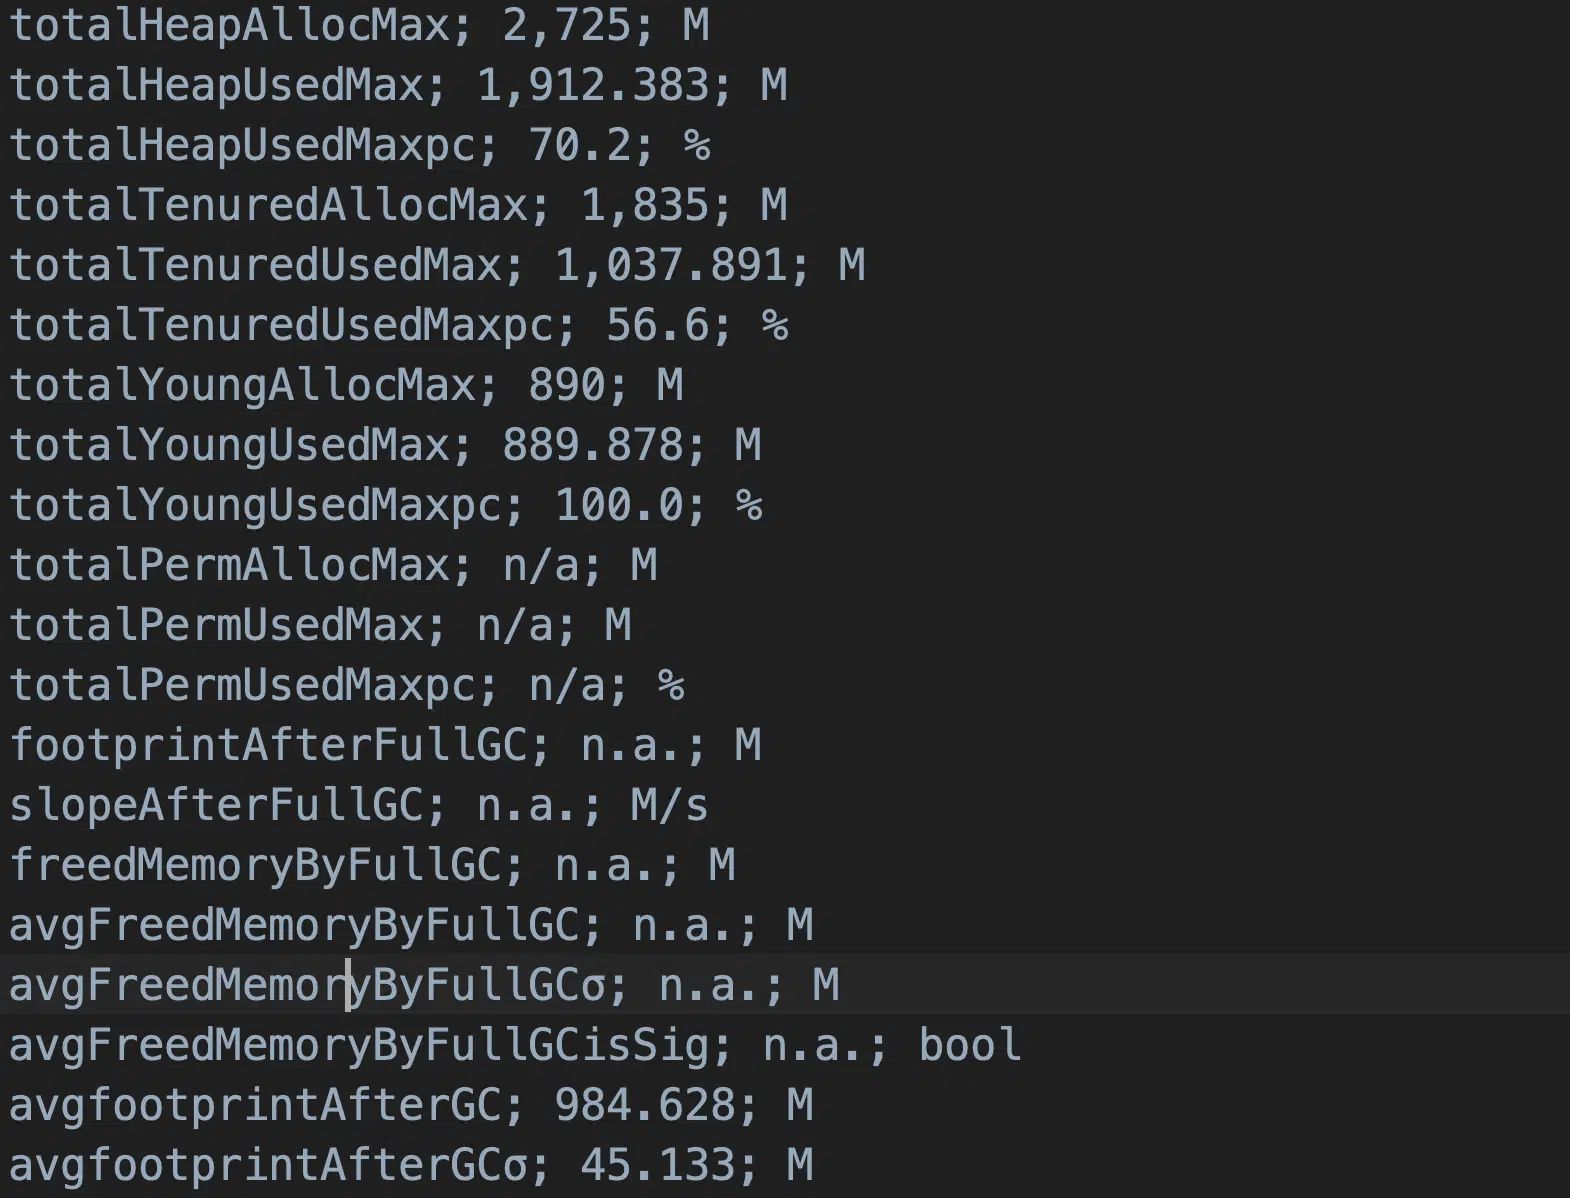 totalHeapAllocMax; 2,725; M
totalHeapUsedMax; 1,912.383; M
totalHeapUsedMaxpc; 70.2; %
totalTenuredAllocMax; 1,835; M
totalTenuredUsedMax; 1,037.891; M
totalTenuredUsedMaxpc; 56.6; %
totalYoungAllocMax; 890; M
totalYoungUsedMax; 889.878; M
totalYoungUsedMaxpc; 100.0; %
totalPermAllocMax; n/a; M
totalPermUsedMax; n/a; M
totalPermUsedMaxpc; n/a; %
footprintAfterFullGC; n.a.; M
slopeAfterFullGC; n.a.; M/s
freedMemoryByFullGC; n.a.; M
avgFreedMemoryByFullGC; n.a.; M
avgFreedMemoryByFullGCσ; n.a.; M
avgFreedMemoryByFullGCisSig; n.a.; bool
avgfootprintAfterGC; 984.628; M
avgfootprintAfterGCσ; 45.133; M